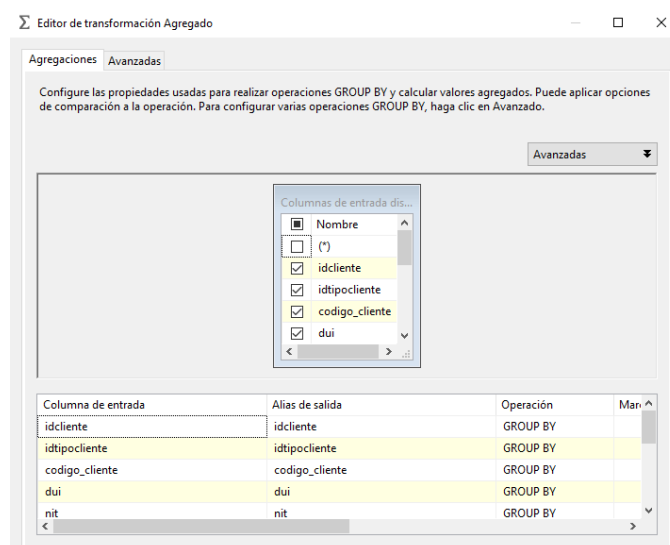 Σ Editor de transformación Agregado
Agregaciones Avanzadas
Configure las propiedades usadas para realizar operaciones GROUP BY y calcular valores agregados. Puede aplicar opciones
de comparación a la operación. Para configurar varias operaciones GROUP BY, haga clic en Avanzado.
Avanzadas
Columnas de entrada dis...
Nombre
(*)
idcliente
idtipocliente
codigo_cliente
dui
Columna de entrada Alias de salida Operación Mar
idcliente idcliente GROUP BY
idtipocliente idtipocliente GROUP BY
codigo_cliente codigo_cliente GROUP BY
dui dui GROUP BY
nit nit GROUP BY